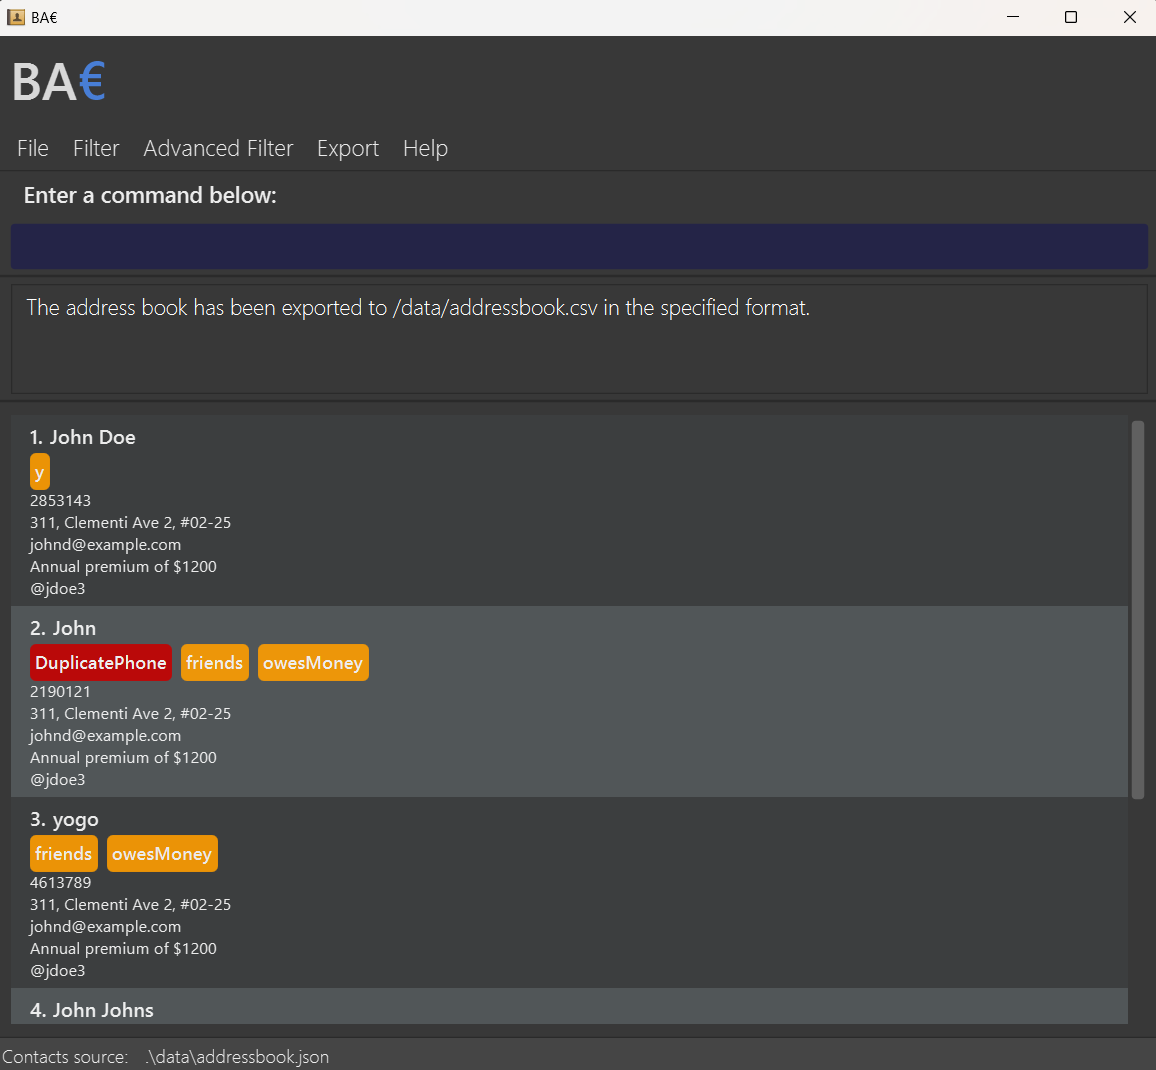 BA€
BA€
File Filter Advanced Filter Export Help
Enter a command below:
The address book has been exported to /data/addressbook.csv in the specified format.
1. John Doe
y
2853143
311, Clementi Ave 2, #02-25
johnd@example.com
Annual premium of $1200
@jdoe3
2. John
DuplicatePhone friends owesMoney
2190121
311, Clementi Ave 2, #02-25
johnd@example.com
Annual premium of $1200
@jdoe3
3. yogo
friends owesMoney
4613789
311, Clementi Ave 2, #02-25
johnd@example.com
Annual premium of $1200
@jdoe3
4. John Johns
Contacts source: .\data\addressbook.json